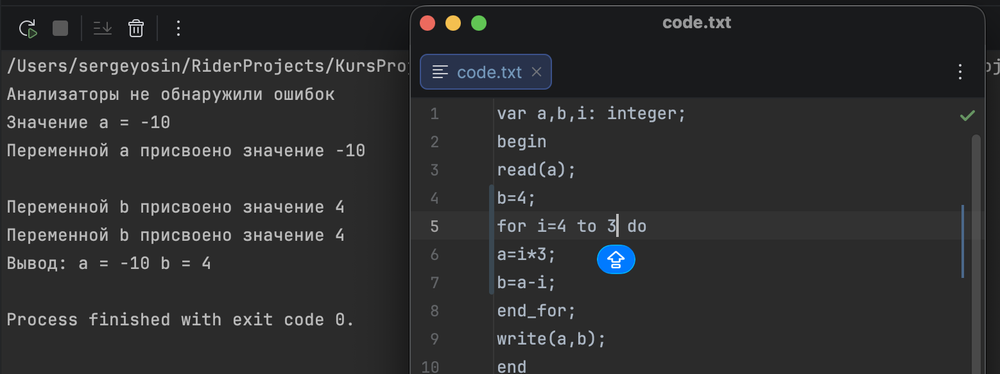 /Users/sergeyosin/RiderProjects/KursPro
Анализаторы не обнаружили ошибок
Значение a = -10
Переменной a присвоено значение -10
Переменной b присвоено значение 4
Переменной b присвоено значение 4
Вывод: a = -10 b = 4
Process finished with exit code 0.
code.txt
code.txt
1 var a,b,i: integer;
2 begin
3 read(a);
4 b=4;
5 for i=4 to 3 do
6 a=i*3;
7 b=a-i;
8 end_for;
9 write(a,b);
10 end